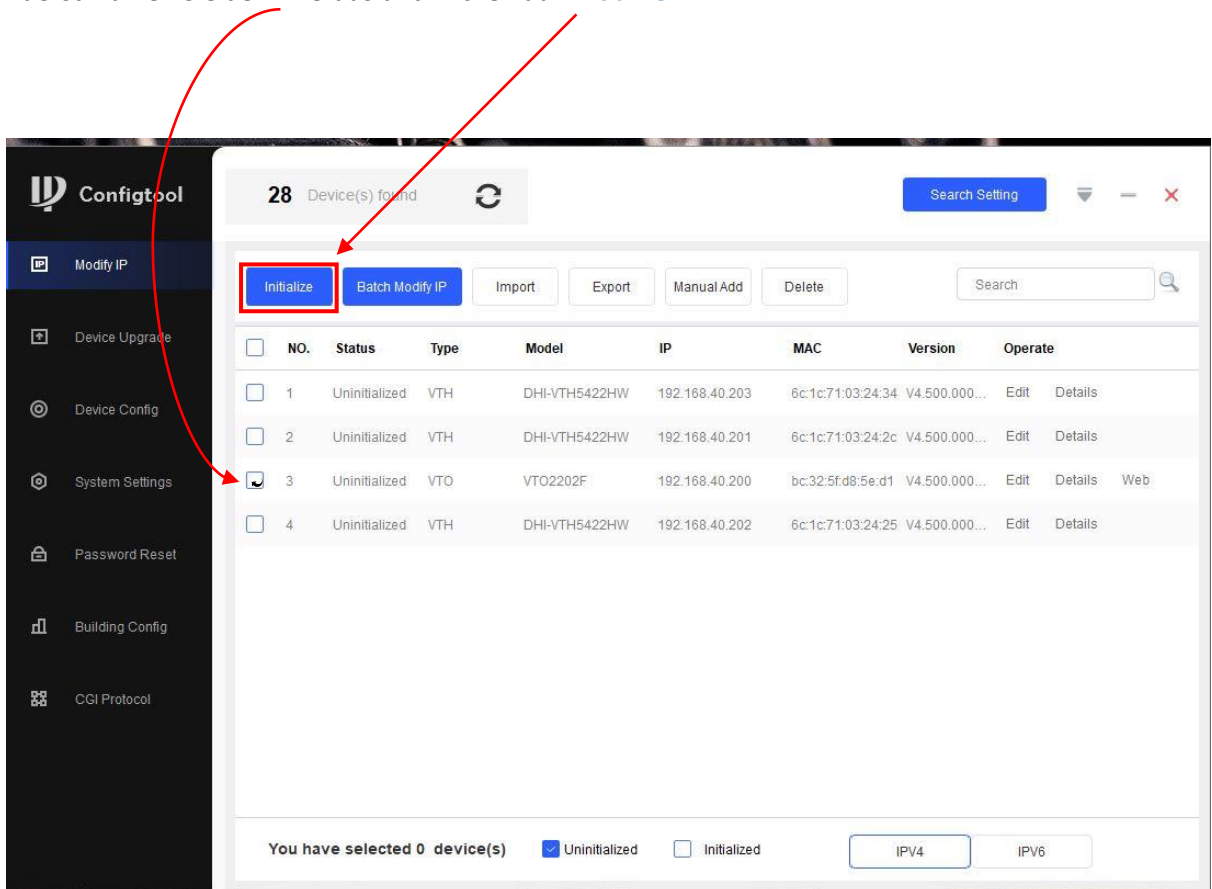 Configtool
28 Device(s) found
Search Setting
Modify IP
Initialize Batch Modify IP Import Export Manual Add Delete Search
Device Upgrade
NO. Status Type Model IP MAC Version Operate
1 Uninitialized VTH DHI-VTH5422HW 192.168.40.203 6c:1c:71:03:24:34 V4.500.000... Edit Details
Device Config
2 Uninitialized VTH DHI-VTH5422HW 192.168.40.201 6c:1c:71:03:24:2c V4.500.000... Edit Details
System Settings
3 Uninitialized VTO VTO2202F 192.168.40.200 bc:32:5f:d8:5e:d1 V4.500.000... Edit Details Web
4 Uninitialized VTH DHI-VTH5422HW 192.168.40.202 6c:1c:71:03:24:25 V4.500.000... Edit Details
Password Reset
Building Config
CGI Protocol
You have selected 0 device(s) Uninitialized Initialized IPV4 IPV6